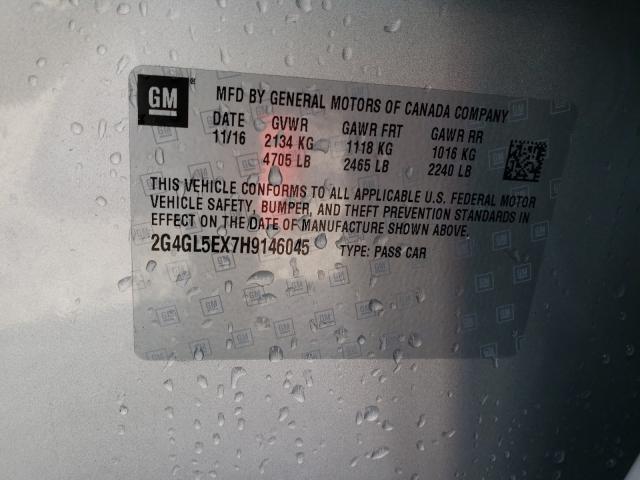 GM
MFD BY GENERAL MOTORS OF CANADA COMPANY
DATE GVWR GAWR FRT GAWR RR
11/16 2134 KG 1118 KG 1016 KG
4705 LB 2465 LB 2240 LB
THIS VEHICLE CONFORMS TO ALL APPLICABLE U.S. FEDERAL MOTOR
VEHICLE SAFETY, BUMPER, AND THEFT PREVENTION STANDARDS IN
EFFECT ON THE DATE OF MANUFACTURE SHOWN ABOVE.
2G4GL5EX7H9146045 TYPE: PASS CAR